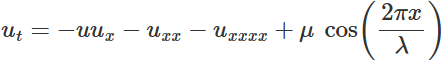 $u_t = -uu_x - u_{xx} - u_{xxxx} + \mu \cos\left(\frac{2\pi x}{\lambda}\right)$